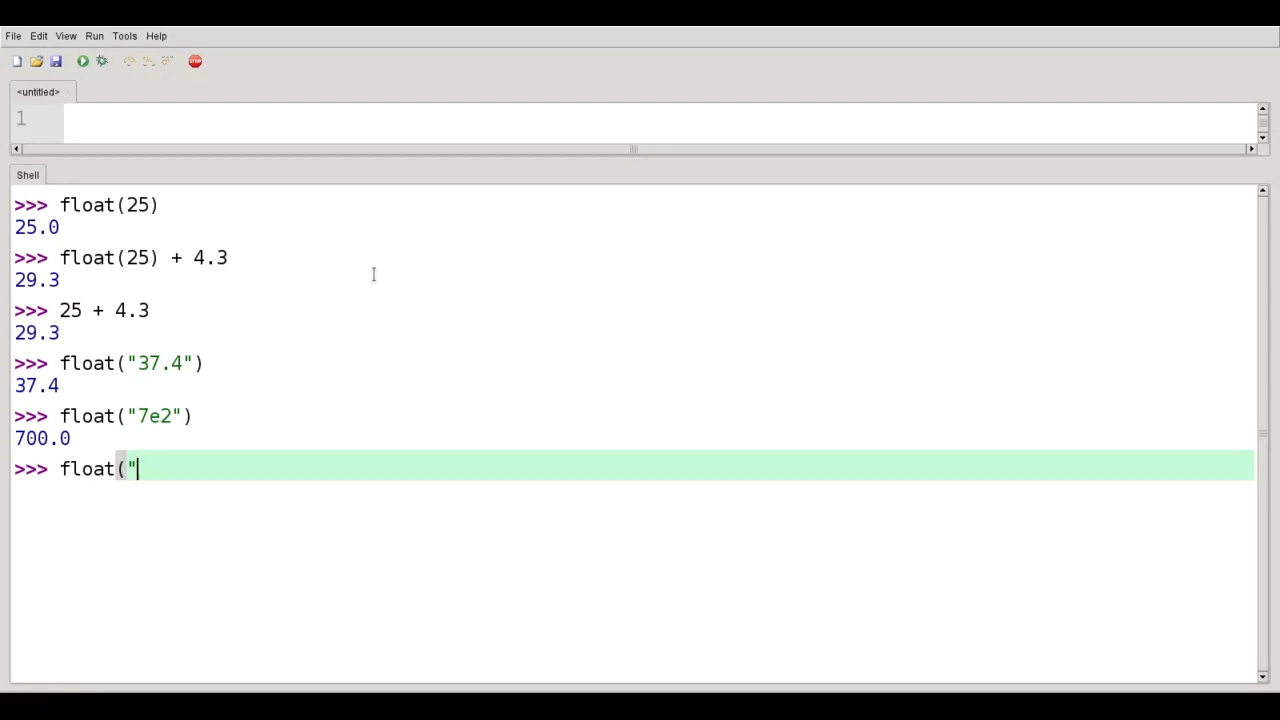 File Edit View Run Tools Help
STOP
<untitled>
1
Shell
>>> float(25)
25.0
>>> float(25) + 4.3
29.3
>>> 25 + 4.3
29.3
>>> float("37.4")
37.4
>>> float("7e2")
700.0
>>> float("